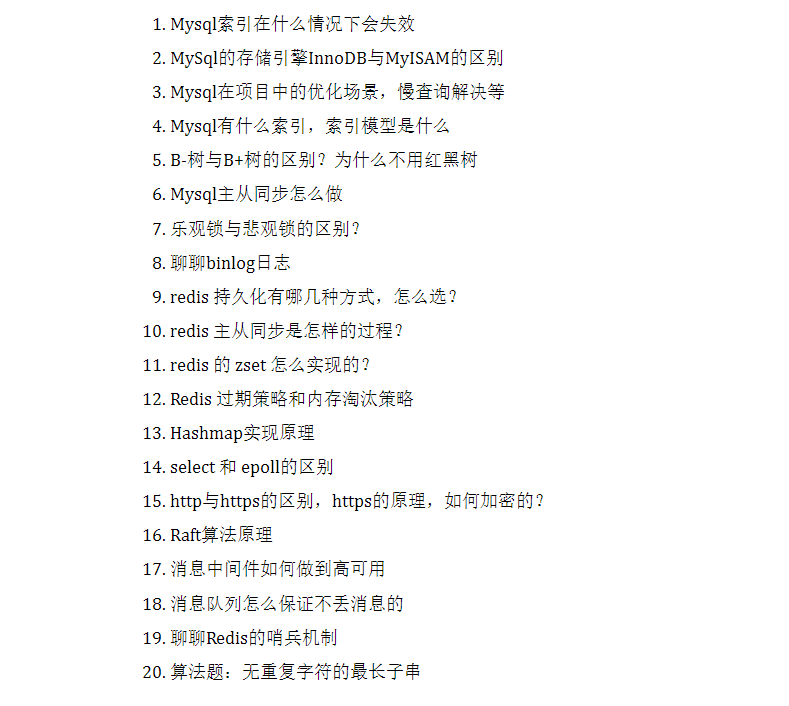 1. Mysql索引在什么情况下会失效
2. MySql的存储引擎InnoDB与MyISAM的区别
3. Mysql在项目中的优化场景，慢查询解决等
4. Mysql有什么索引，索引模型是什么
5. B-树与B+树的区别？为什么不用红黑树
6. Mysql主从同步怎么做
7. 乐观锁与悲观锁的区别？
8. 聊聊binlog日志
9. redis 持久化有哪几种方式，怎么选？
10. redis 主从同步是怎样的过程？
11. redis 的 zset 怎么实现的？
12. Redis 过期策略和内存淘汰策略
13. Hashmap实现原理
14. select 和 epoll的区别
15. http与https的区别，https的原理，如何加密的？
16. Raft算法原理
17. 消息中间件如何做到高可用
18. 消息队列怎么保证不丢消息的
19. 聊聊Redis的哨兵机制
20. 算法题：无重复字符的最长子串